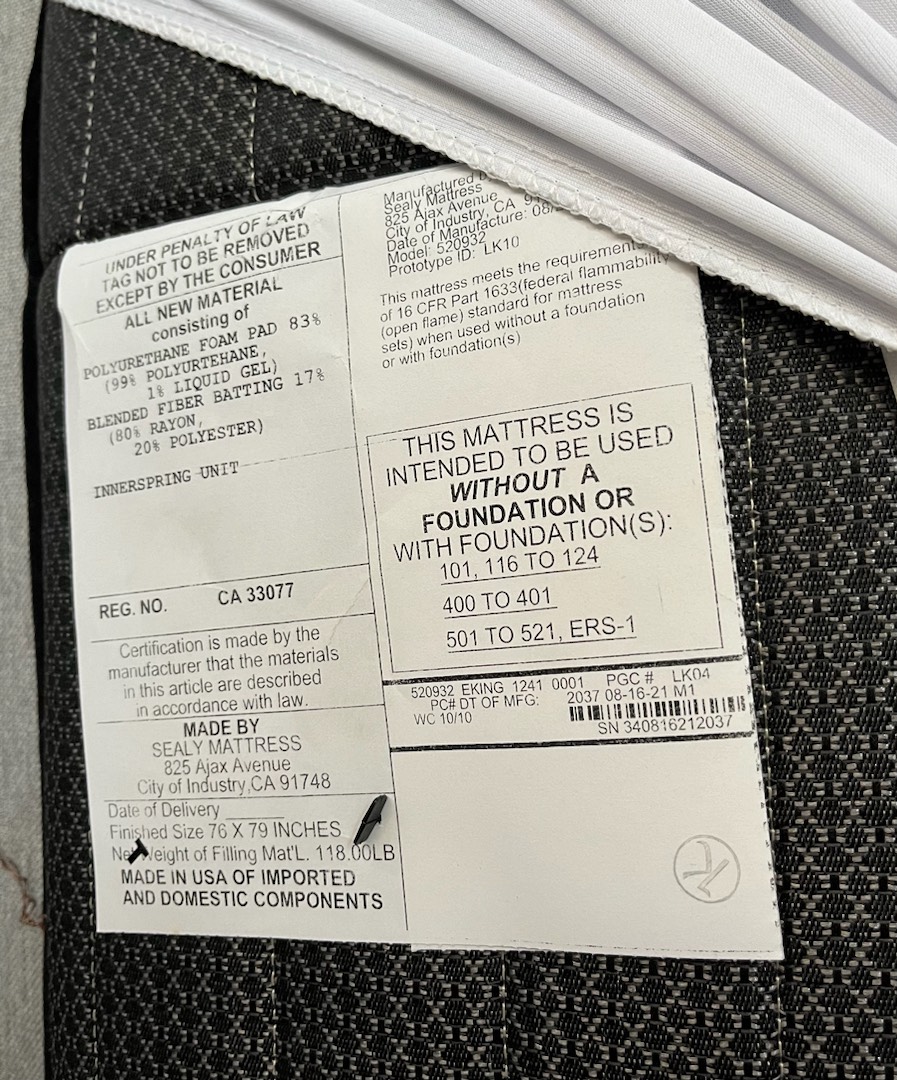 UNDER PENALTY OF LAW
TAG NOT TO BE REMOVED
EXCEPT BY THE CONSUMER
ALL NEW MATERIAL
consisting of
POLYURETHANE FOAM PAD 83%
(99% POLYURTEHANE,
1% LIQUID GEL)
BLENDED FIBER BATTING 17%
(80% RAYON,
20% POLYESTER)
INNERSPRING UNIT
REG. NO. CA 33077
Certification is made by the
manufacturer that the materials
in this article are described
in accordance with law.
MADE BY
SEALY MATTRESS
825 Ajax Avenue
City of Industry,CA 91748
Date of Delivery
Finished Size 76 X 79 INCHES
Net Weight of Filling Mat'L. 118.00LB
MADE IN USA OF IMPORTED
AND DOMESTIC COMPONENTS
Manufactured
Sealy Mattress
825 Ajax Avenue
City of Industry, CA
Date of Manufacture: 08/
Model: 520932
Prototype ID: LK10
This mattress meets the requirements
of 16 CFR Part 1633(federal flammability
(open flame) standard for mattress
sets) when used without a foundation
or with foundation(s)
THIS MATTRESS IS
INTENDED TO BE USED
WITHOUT A
FOUNDATION OR
WITH FOUNDATION(S):
101, 116 TO 124
400 TO 401
501 TO 521, ERS-1
520932 EKING 1241 0001 PGC # LK04
PC# DT OF MFG: 2037 08-16-21 M1
WC 10/10
SN 340816212037